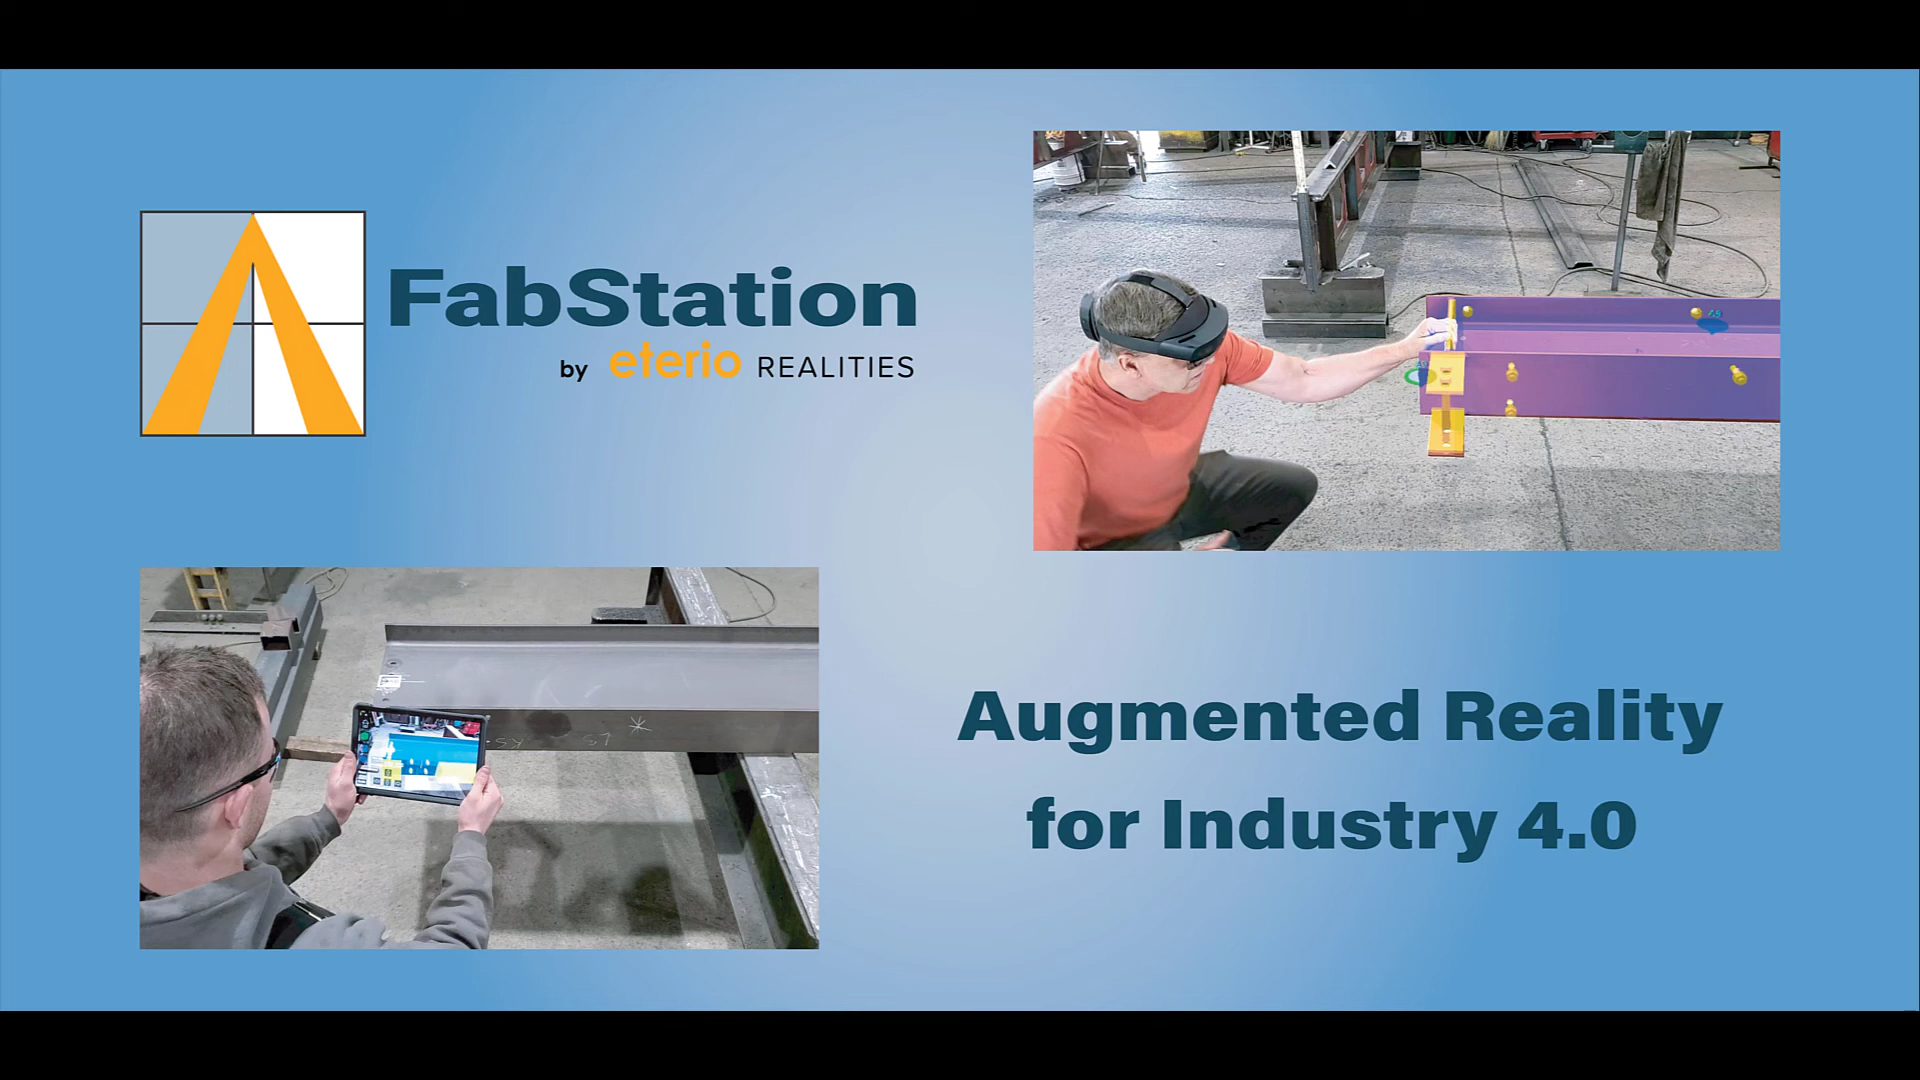 FabStation
by eterio REALITIES
Augmented Reality
for Industry 4.0